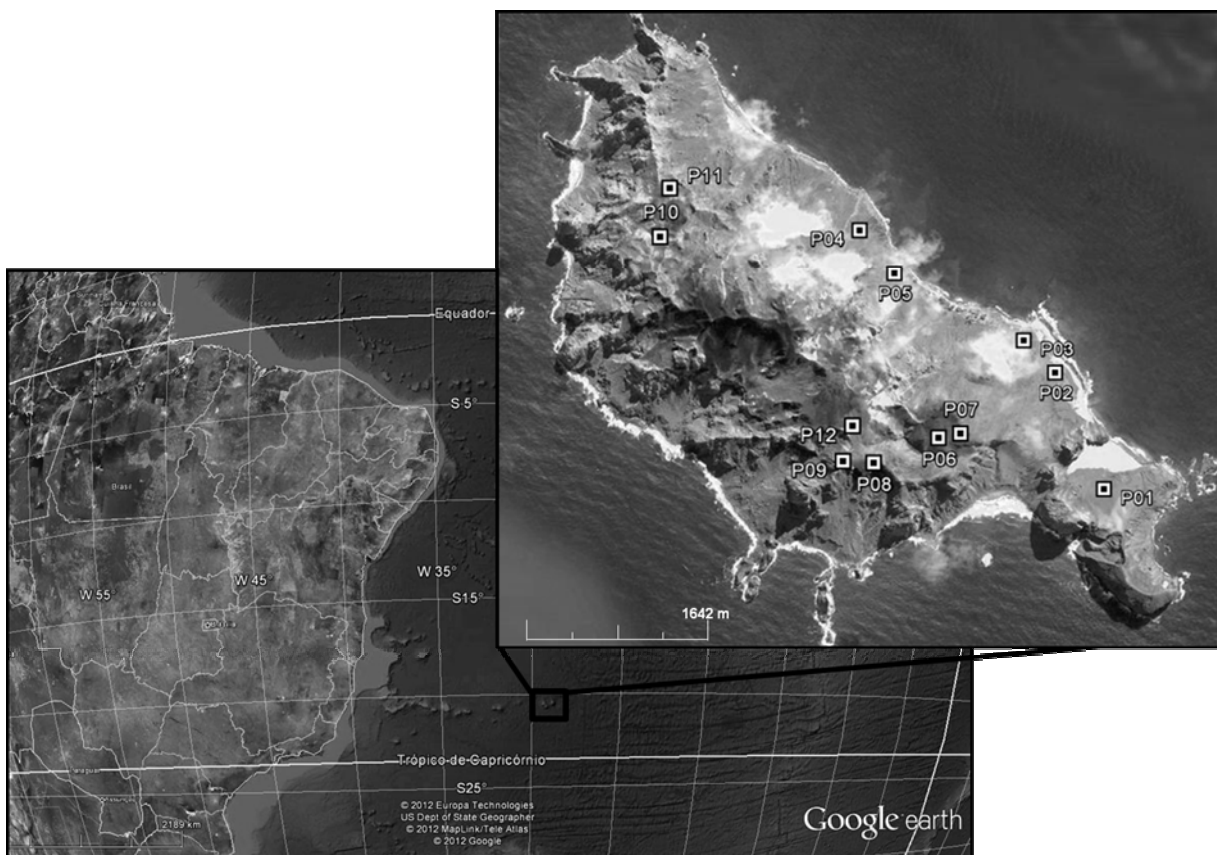 P11
P10
P04
P05
P03
P02
P07
P12
P06
P09
P08
P01
1642 m
Equador
S 5°
Brasil
W 35°
W 45°
W 55°
S15°
Trópico de Capricórnio
S25°
Paraguai
2189 km
© 2012 Europa Technologies
US Dept of State Geographer
© 2012 MapLink/Tele Atlas
© 2012 Google
Google earth